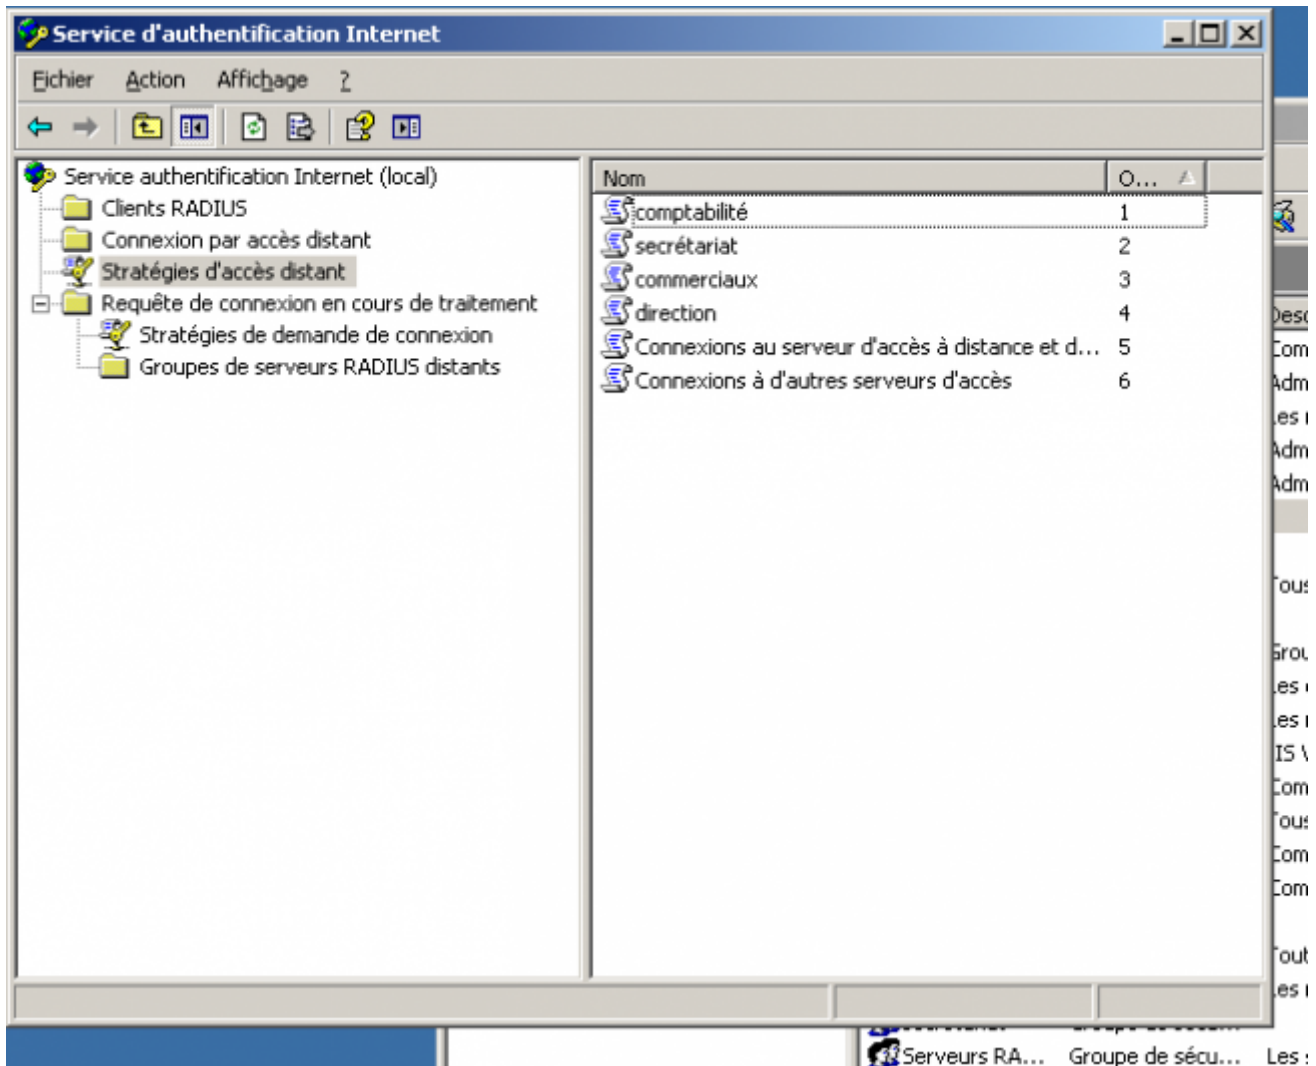 Service d'authentification Internet
Fichier Action Affichage ?
Service authentification Internet (local)
Clients RADIUS
Connexion par accès distant
Stratégies d'accès distant
Requête de connexion en cours de traitement
Stratégies de demande de connexion
Groupes de serveurs RADIUS distants
Nom O...
comptabilité 1
secrétariat 2
commerciaux 3
direction 4
Connexions au serveur d'accès à distance et d... 5
Connexions à d'autres serveurs d'accès 6
Serveurs RA... Groupe de sécu... Les